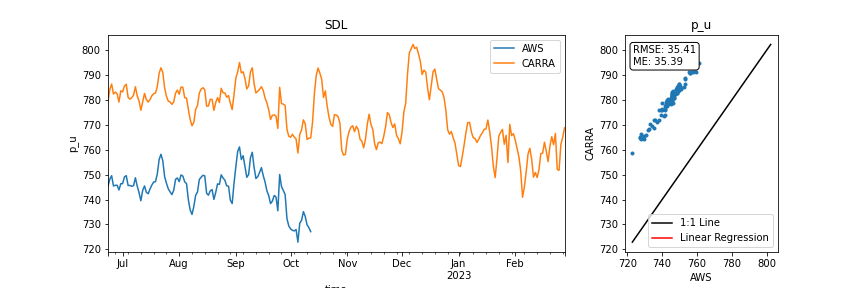 SDL
p_u
800
790
780
770
760
750
740
730
720
p_u
AWS
CARRA
Jul
Aug
Sep
Oct
Nov
Dec
Jan
2023
Feb
time
p_u
RMSE: 35.41
ME: 35.39
800
790
780
770
760
750
740
730
720
CARRA
1:1 Line
Linear Regression
720
740
760
780
800
AWS